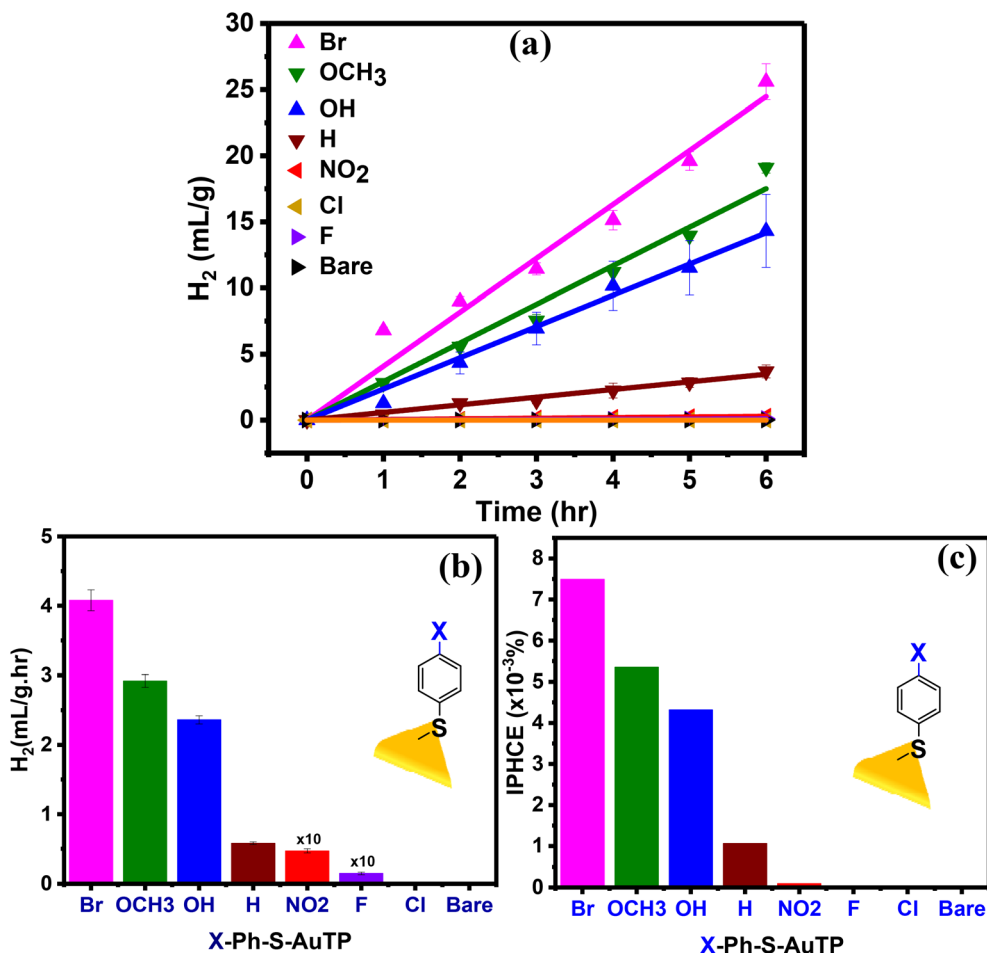 (a)
30
25
20
15
10
5
0
H2 (mL/g)
Br
OCH3
OH
H
NO2
Cl
F
Bare
0 1 2 3 4 5 6
Time (hr)
(b)
5
4
3
2
1
0
H2(mL/g.hr)
X
S
x10
x10
Br OCH3 OH H NO2 F Cl Bare
X-Ph-S-AuTP
(c)
8
7
6
5
4
3
2
1
0
IPHCE (x10-3%)
X
S
Br OCH3 OH H NO2 F Cl Bare
X-Ph-S-AuTP